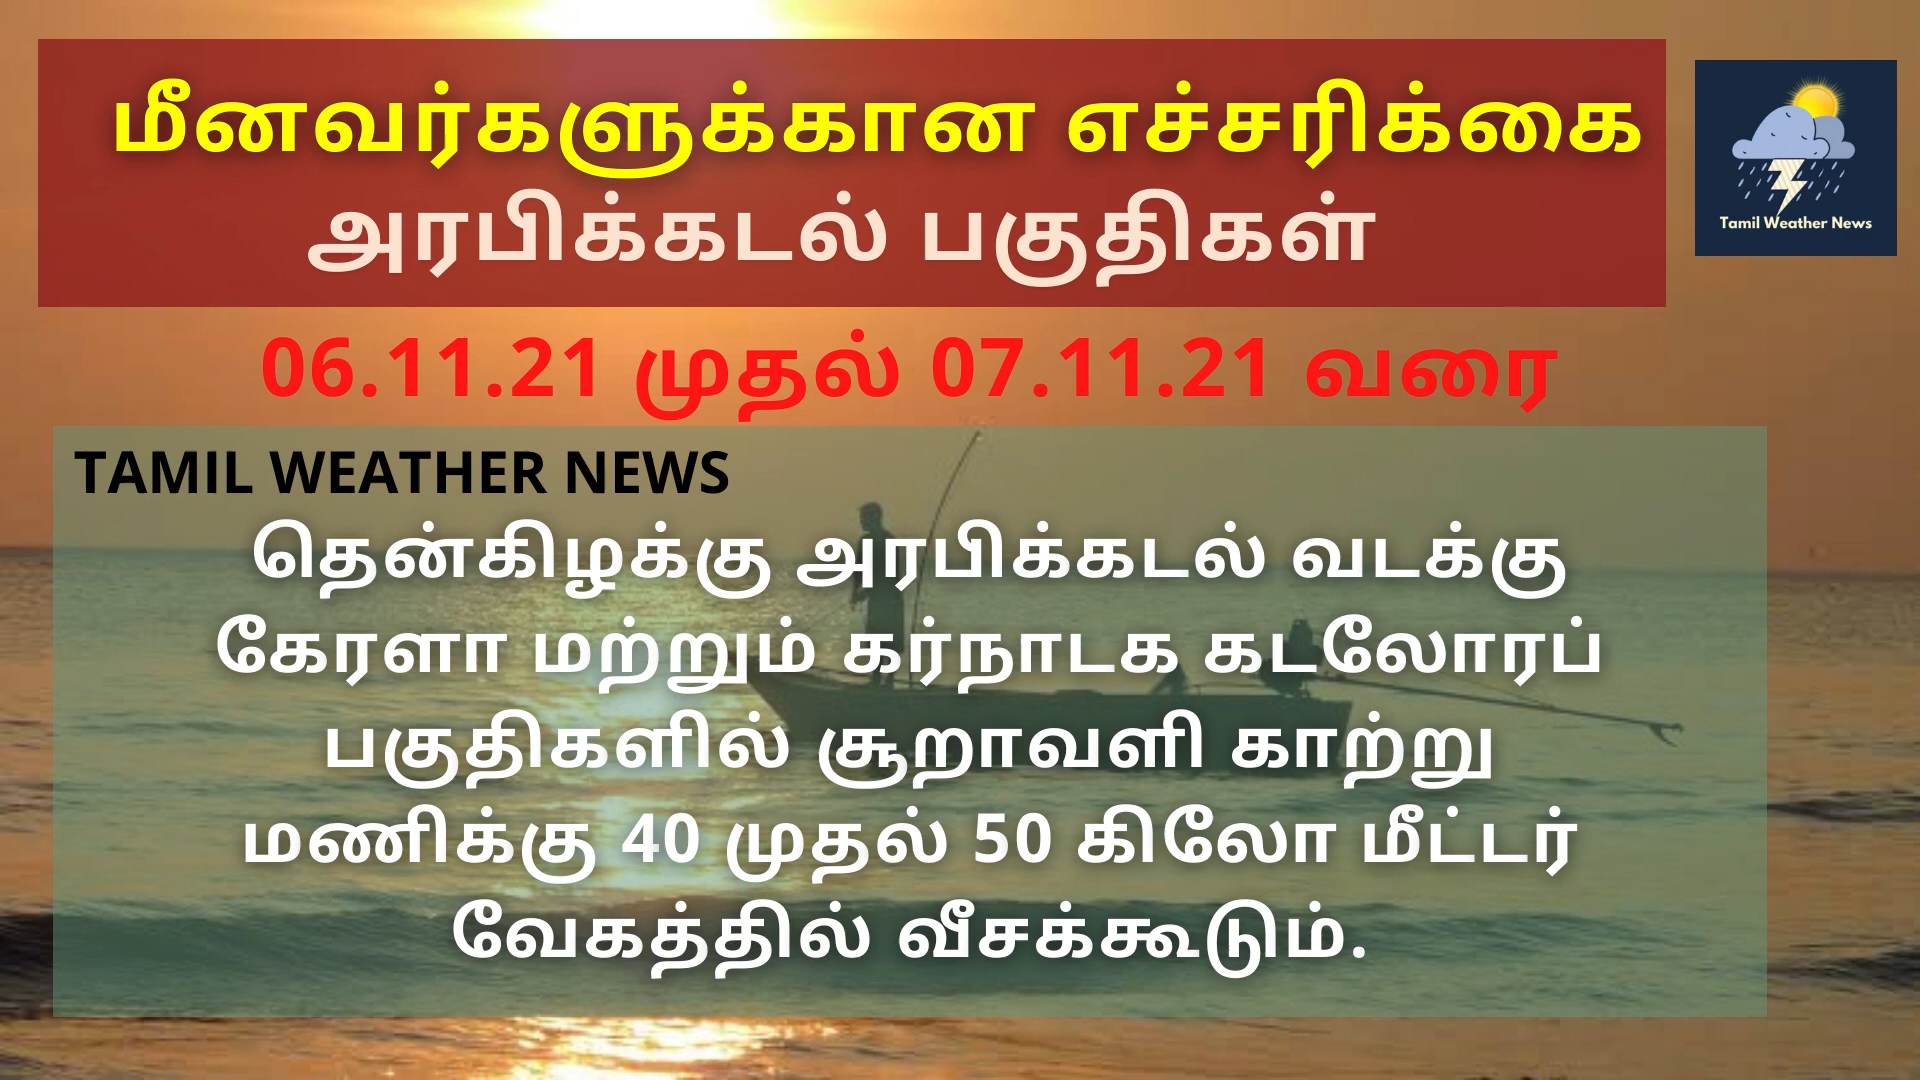 மீனவர்களுக்கான எச்சரிக்கை
அரபிக்கடல் பகுதிகள்
Tamil Weather News
06.11.21 முதல் 07.11.21 வரை
TAMIL WEATHER NEWS
தென்கிழக்கு அரபிக்கடல் வடக்கு
கேரளா மற்றும் கர்நாடக கடலோரப்
பகுதிகளில் சூறாவளி காற்று
மணிக்கு 40 முதல் 50 கிலோ மீட்டர்
வேகத்தில் வீசக்கூடும்.